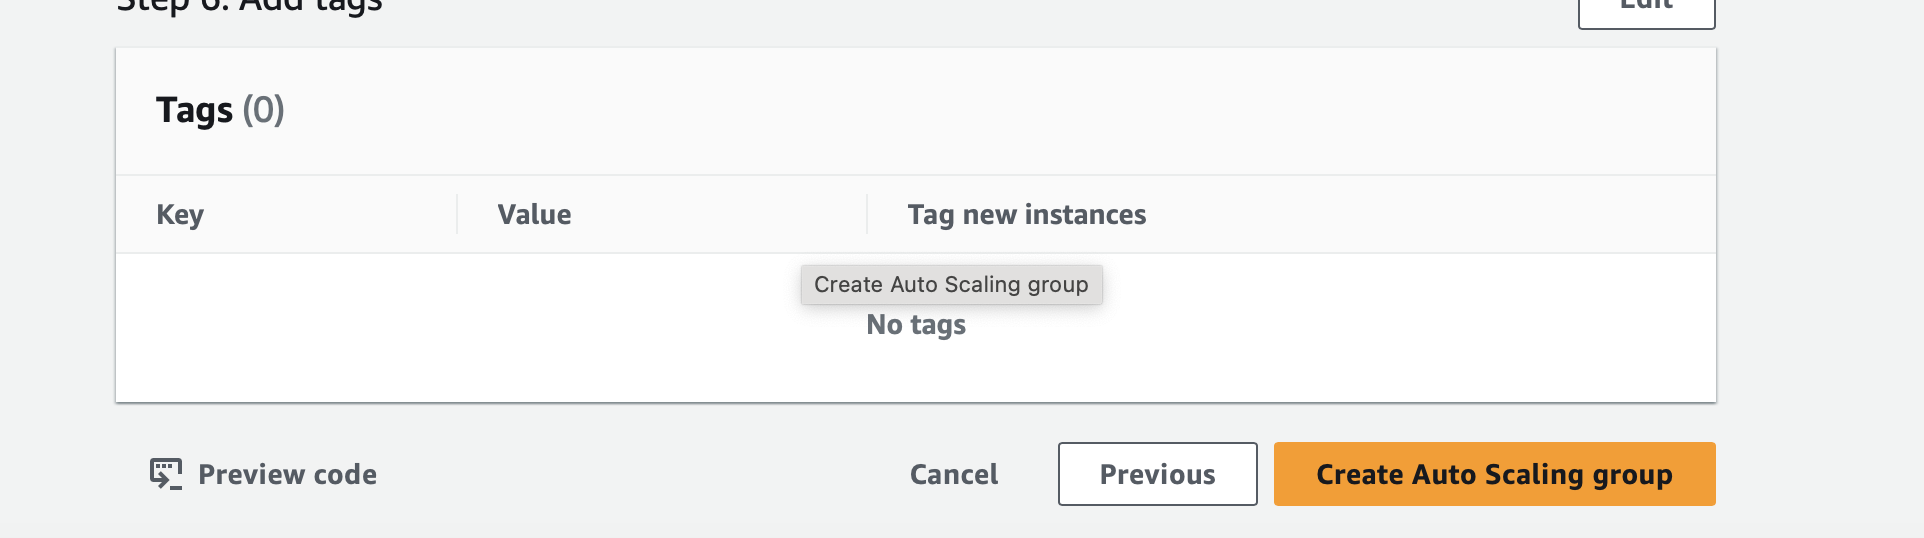 Step 6: Add tags
Edit
Tags (0)
Key
Value
Tag new instances
Create Auto Scaling group
No tags
Preview code
Cancel
Previous
Create Auto Scaling group